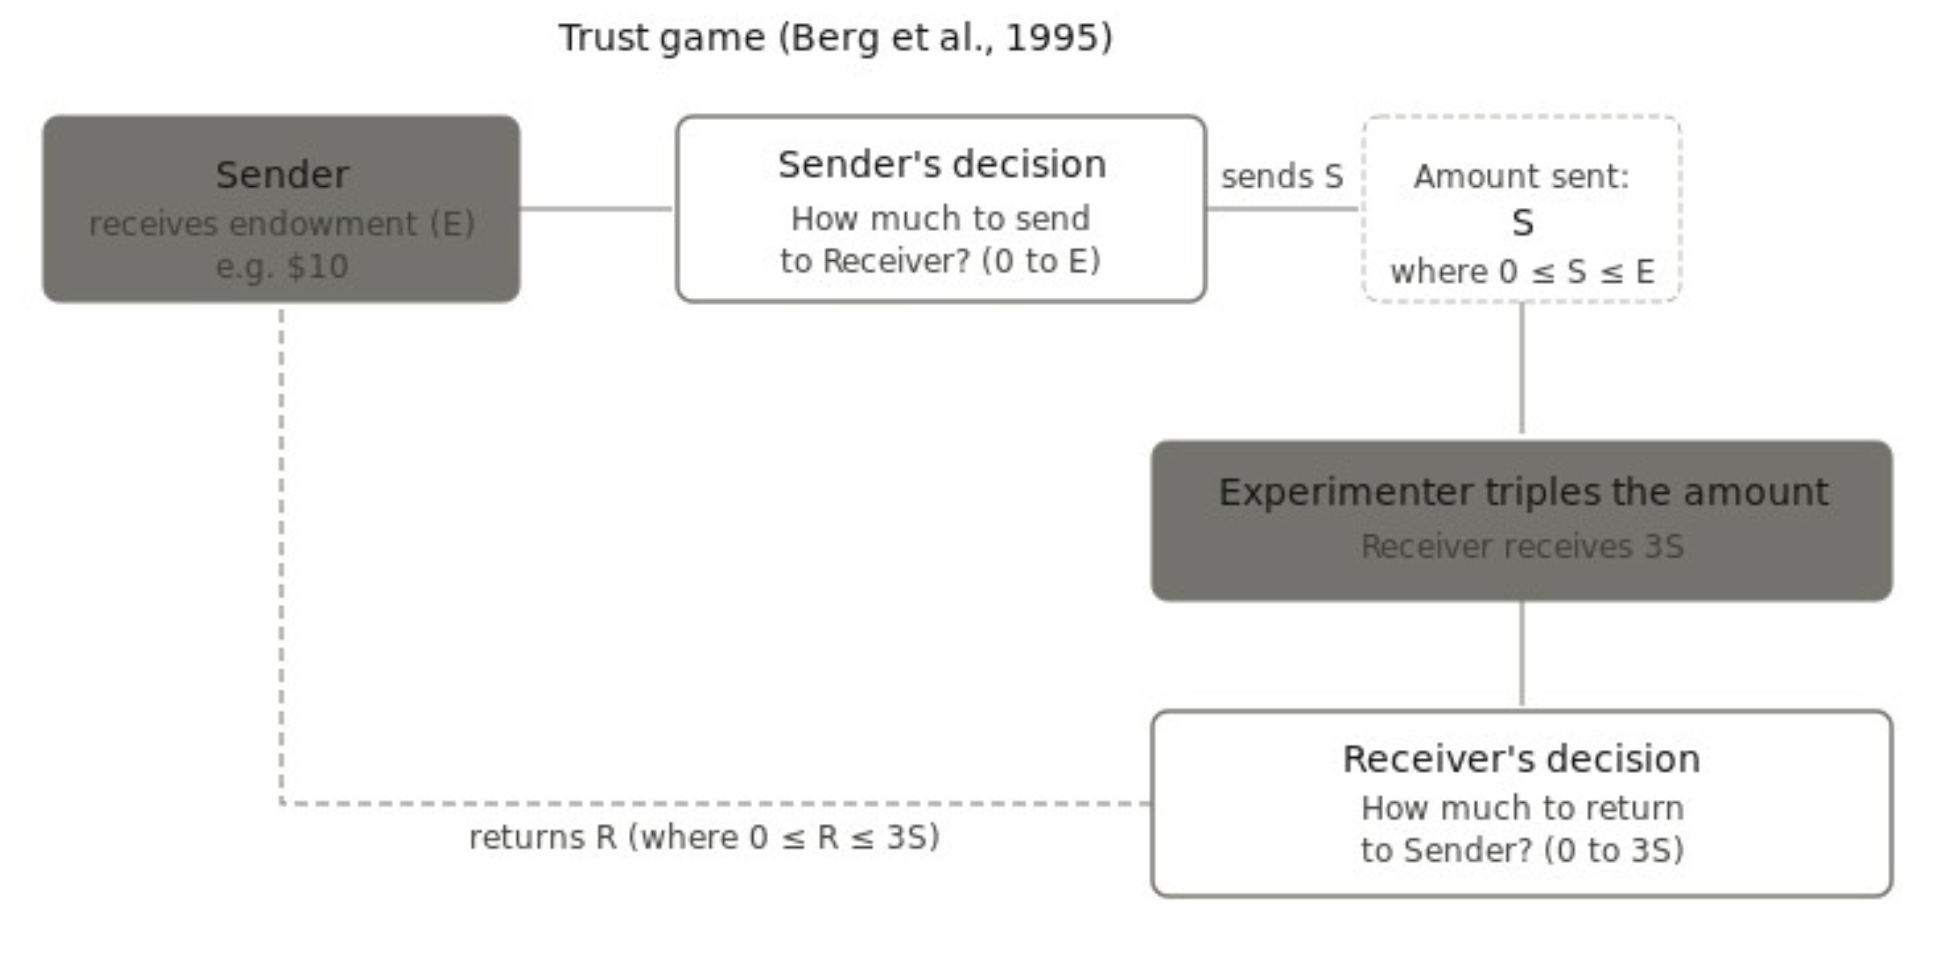 Trust game (Berg et al., 1995)
Sender
receives endowment (E)
e.g. $10
Sender's decision
How much to send
to Receiver? (0 to E)
sends S
Amount sent:
S
where 0 ≤ S ≤ E
Experimenter triples the amount
Receiver receives 3S
Receiver's decision
How much to return
to Sender? (0 to 3S)
returns R (where 0 ≤ R ≤ 3S)